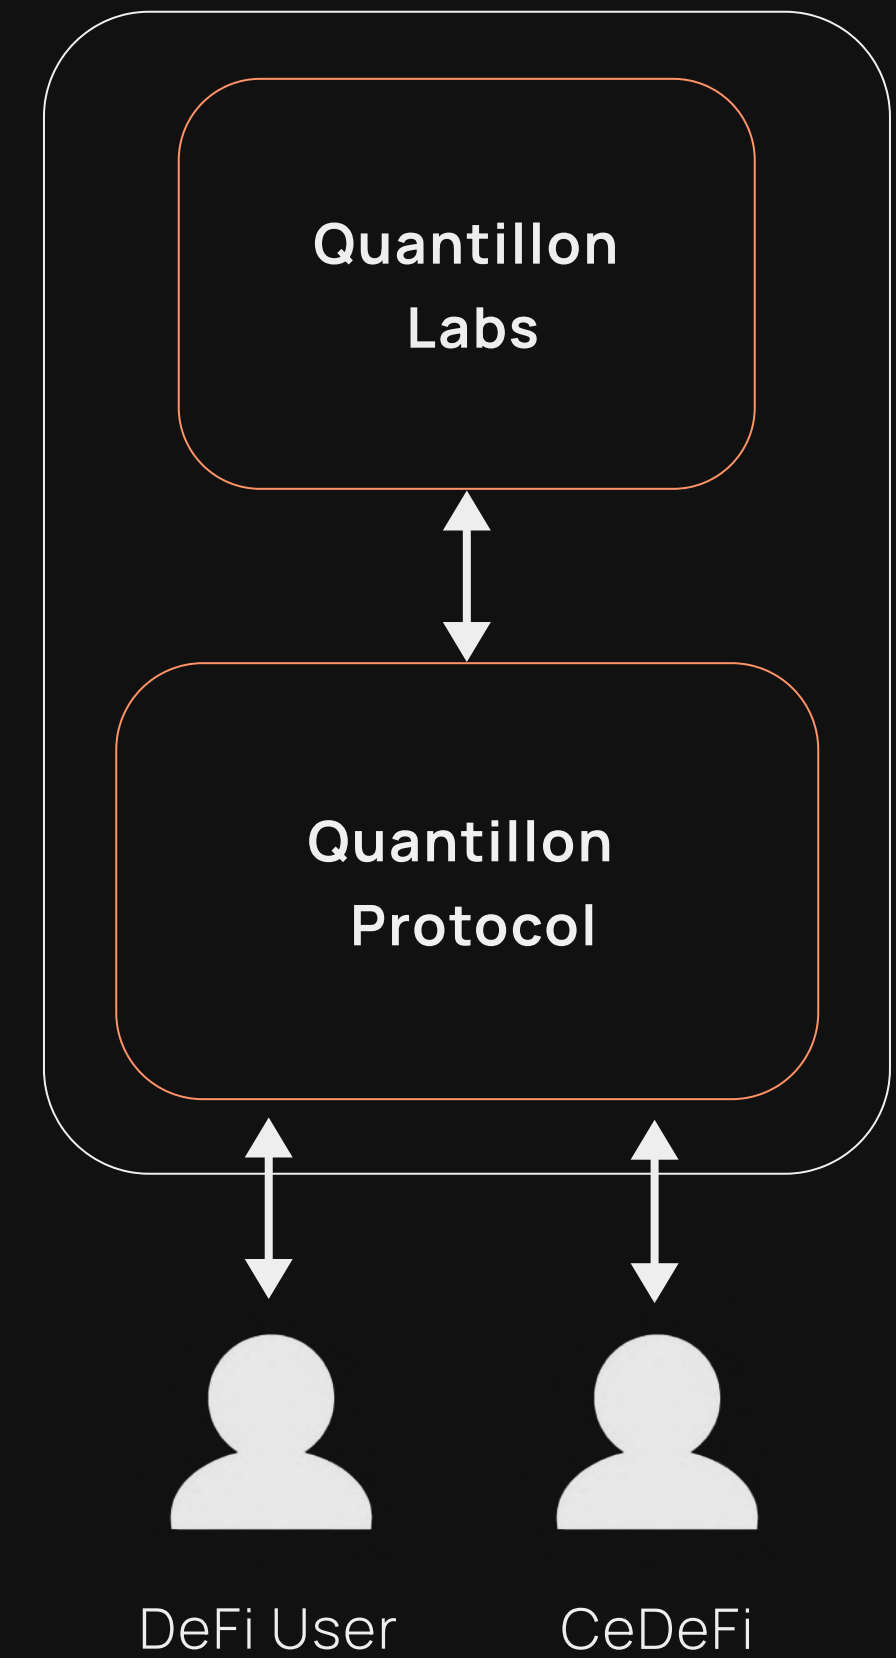 Quantillon
Labs
Quantillon
Protocol
DeFi User
CeDeFi